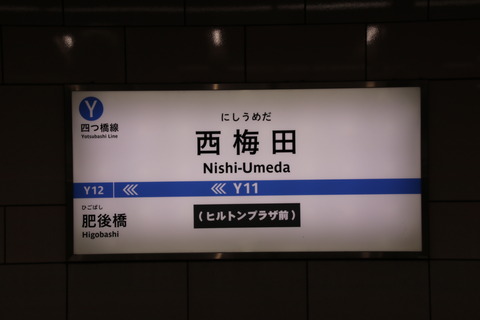 Y
四つ橋線
Yotsubashi Line
にしうめだ
西梅田
Nishi-Umeda
Y12
Y11
ひごばし
肥後橋
Higobashi
(ヒルトンプラザ前)